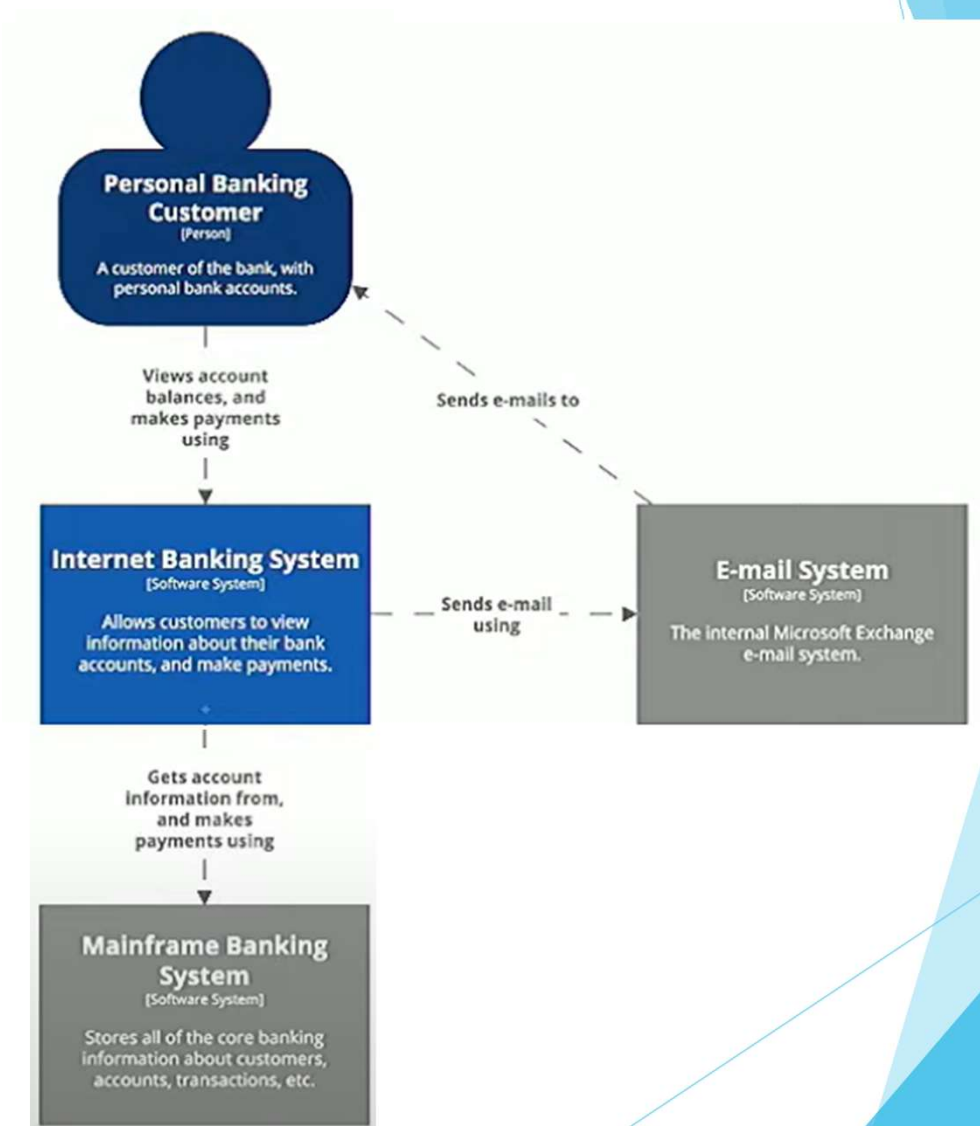 Personal Banking
Customer
[Person]
A customer of the bank, with
personal bank accounts.
Views account
balances, and
makes payments
using
Sends e-mails to
Internet Banking System
[Software System]
Allows customers to view
information about their bank
accounts, and make payments.
Sends e-mail
using
E-mail System
[Software System]
The internal Microsoft Exchange
e-mail system.
Gets account
information from,
and makes
payments using
Mainframe Banking
System
[Software System]
Stores all of the core banking
information about customers,
accounts, transactions, etc.